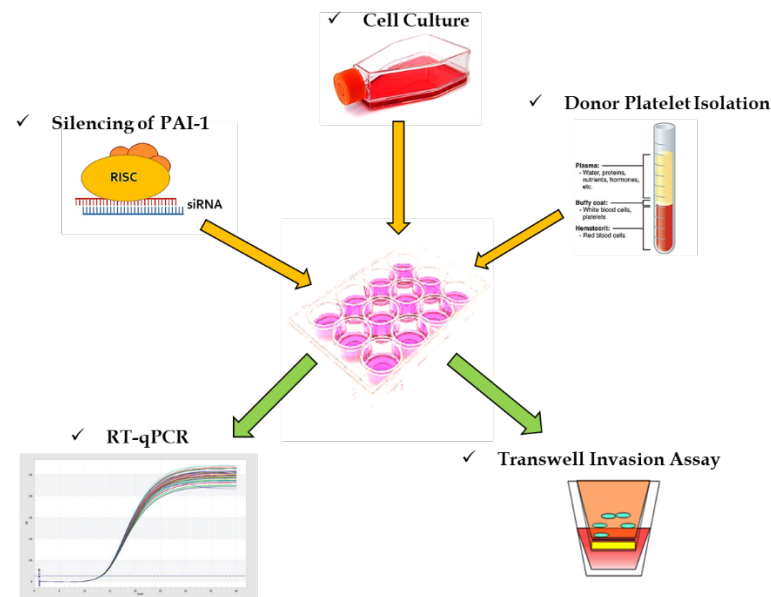 ✓ Cell Culture
✓ Donor Platelet Isolation
✓ Silencing of PAI-1
RISC
siRNA
Plasma:
- Water, proteins,
nutrients, hormones,
etc.
Buffy coat:
- White blood cells,
platelets
Hematocrit:
- Red blood cells
✓ RT-qPCR
✓ Transwell Invasion Assay